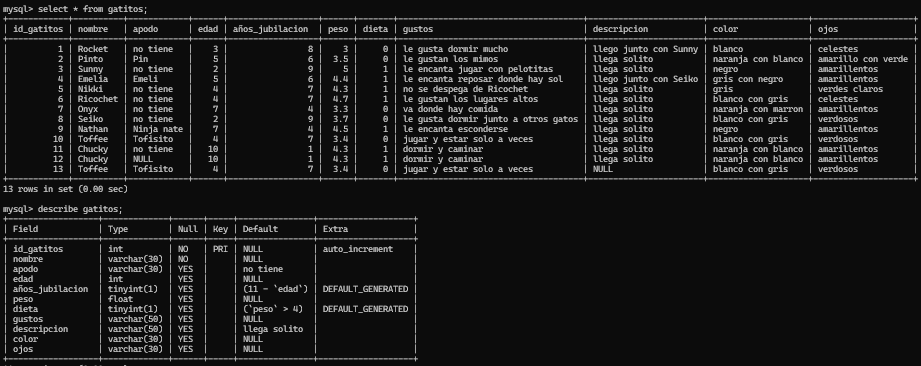 mysql> select * from gatitos;
| id_gatitos | nombre | apodo | edad | años_jubilacion | peso | dieta | gustos | descripcion | color | ojos |
| 1 | Rocket | no tiene | 3 | 8 | 3 | 0 | le gusta dormir mucho | llego junto con Sunny | blanco | celestes |
| 2 | Pinto | Pin | 5 | 6 | 3.5 | 0 | le gustan los mimos | llega solito | naranja con blanco | amarillo con verde |
| 3 | Sunny | no tiene | 2 | 9 | 5 | 1 | le encanta jugar con pelotitas | llega solito | negro | amarillentos |
| 4 | Emelia | Emeli | 5 | 6 | 4.4 | 1 | le encanta reposar donde hay sol | llego junto con Seiko | gris con negro | amarillentos |
| 5 | Nikki | no tiene | 4 | 7 | 4.3 | 1 | no se despega de Ricochet | llega solito | gris | verdes claros |
| 6 | Ricochet | no tiene | 4 | 7 | 4.7 | 1 | le gustan los lugares altos | llega solito | blanco con gris | celestes |
| 7 | Onyx | no tiene | 7 | 4 | 3.3 | 0 | va donde hay comida | llega solito | naranja con marron | amarillentos |
| 8 | Seiko | no tiene | 2 | 9 | 3.7 | 0 | le gusta dormir junto a otros gatos | llega solito | blanco con gris | verdosos |
| 9 | Nathan | Ninja nate | 7 | 4 | 4.5 | 1 | le encanta esconderse | llega solito | negro | amarillentos |
| 10 | Toffee | Tofisito | 4 | 7 | 3.4 | 0 | jugar y estar solo a veces | llega solito | blanco con gris | verdosos |
| 11 | Chucky | no tiene | 10 | 1 | 4.3 | 1 | dormir y caminar | llega solito | naranja con blanco | amarillentos |
| 12 | Chucky | NULL | 10 | 1 | 4.3 | 1 | dormir y caminar | llega solito | naranja con blanco | amarillentos |
| 13 | Toffee | Tofisito | 4 | 7 | 3.4 | 0 | jugar y estar solo a veces | NULL | blanco con gris | verdosos |
13 rows in set (0.00 sec)
mysql> describe gatitos;
| Field | Type | Null | Key | Default | Extra |
| id_gatitos | int | NO | PRI | NULL | auto_increment |
| nombre | varchar(30) | NO | | NULL | |
| apodo | varchar(30) | YES | | no tiene | |
| edad | int | YES | | NULL | |
| años_jubilacion | tinyint(1) | YES | | (11 - `edad`) | DEFAULT_GENERATED |
| peso | float | YES | | NULL | |
| dieta | tinyint(1) | YES | | (`peso` > 4) | DEFAULT_GENERATED |
| gustos | varchar(50) | YES | | NULL | |
| descripcion | varchar(50) | YES | | llega solito | |
| color | varchar(30) | YES | | NULL | |
| ojos | varchar(30) | YES | | NULL | |